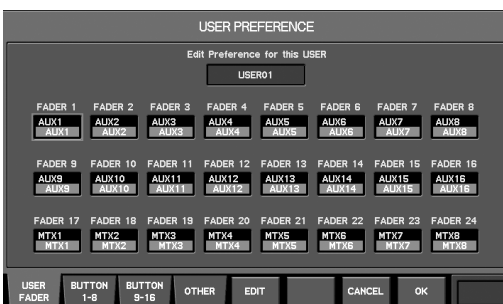 USER PREFERENCE
Edit Preference for this USER
USER01
FADER 1 FADER 2 FADER 3 FADER 4 FADER 5 FADER 6 FADER 7 FADER 8
AUX1 AUX2 AUX3 AUX4 AUX5 AUX6 AUX7 AUX8
AUX1 AUX2 AUX3 AUX4 AUX5 AUX6 AUX7 AUX8
FADER 9 FADER 10 FADER 11 FADER 12 FADER 13 FADER 14 FADER 15 FADER 16
AUX9 AUX10 AUX11 AUX12 AUX13 AUX14 AUX15 AUX16
AUX9 AUX10 AUX11 AUX12 AUX13 AUX14 AUX15 AUX16
FADER 17 FADER 18 FADER 19 FADER 20 FADER 21 FADER 22 FADER 23 FADER 24
MTX1 MTX2 MTX3 MTX4 MTX5 MTX6 MTX7 MTX8
MTX1 MTX2 MTX3 MTX4 MTX5 MTX6 MTX7 MTX8
USER BUTTON BUTTON OTHER EDIT CANCEL OK
FADER 1-8 9-16